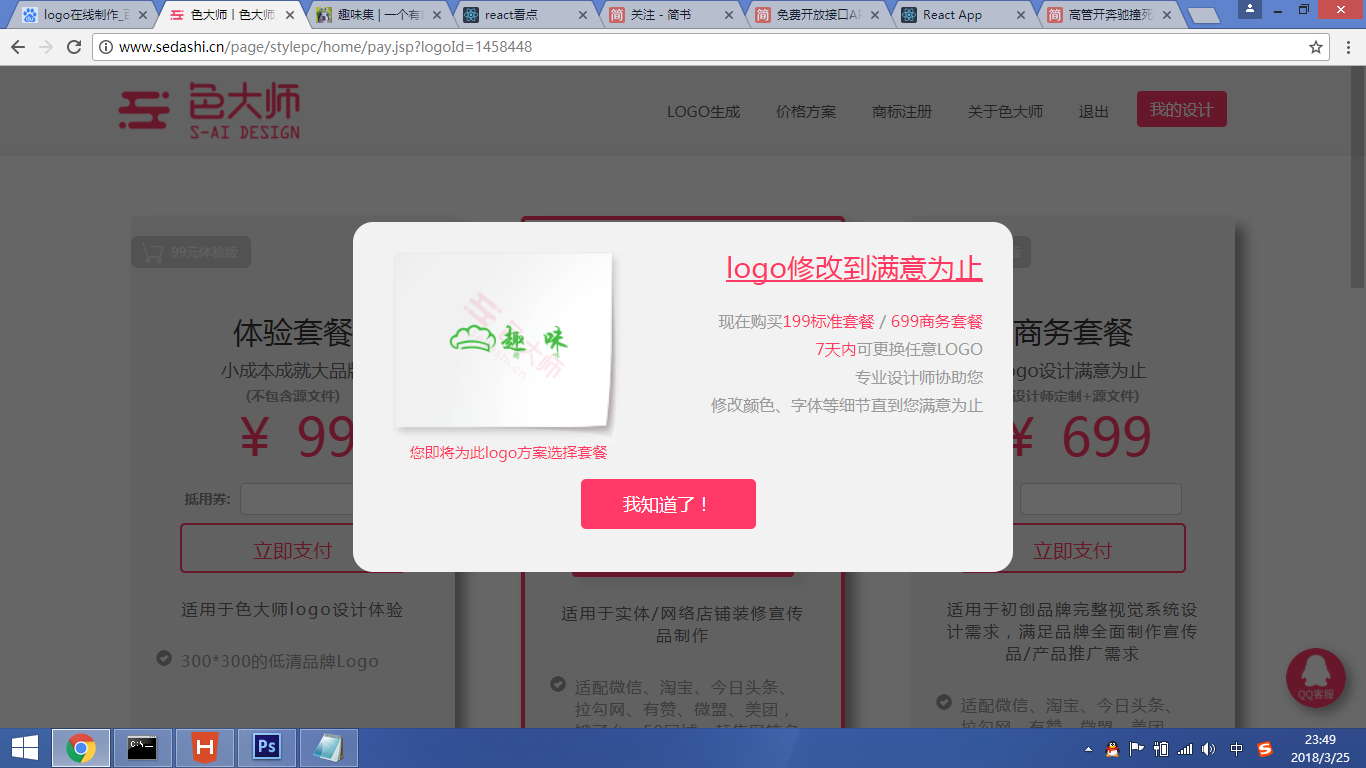 logo在线制作_百
色大师丨色大师
趣味集 | 一个有
react看点
关注 - 简书
免费开放接口AP
React App
高管开奔驰撞死
www.sedashi.cn/page/stylepc/home/pay.jsp?logoId=1458448
色大师
S-AI DESIGN
LOGO生成
价格方案
商标注册
关于色大师
退出
我的设计
99元体验版
体验套餐
小成本成就大品牌
(不包含源文件)
¥ 99
抵用券:
立即支付
适用于色大师logo设计体验
300*300的低清品牌Logo
趣 味
色大师
sedashi.cn
您即将为此logo方案选择套餐
logo修改到满意为止
现在购买199标准套餐 / 699商务套餐
7天内可更换任意LOGO
专业设计师协助您
修改颜色、字体等细节直到您满意为止
我知道了！
适用于实体/网络店铺装修宣传
品制作
适配微信、淘宝、今日头条、
拉勾网、有赞、微盟、美团，
商务套餐
logo设计满意为止
设计师定制+源文件)
¥ 699
立即支付
适用于初创品牌完整视觉系统设
计需求，满足品牌全面制作宣传
品/产品推广需求
适配微信、淘宝、今日头条、
拉勾网、有赞、微盟、美团
QQ客服
C:\
H
Ps
中
S
23:49
2018/3/25